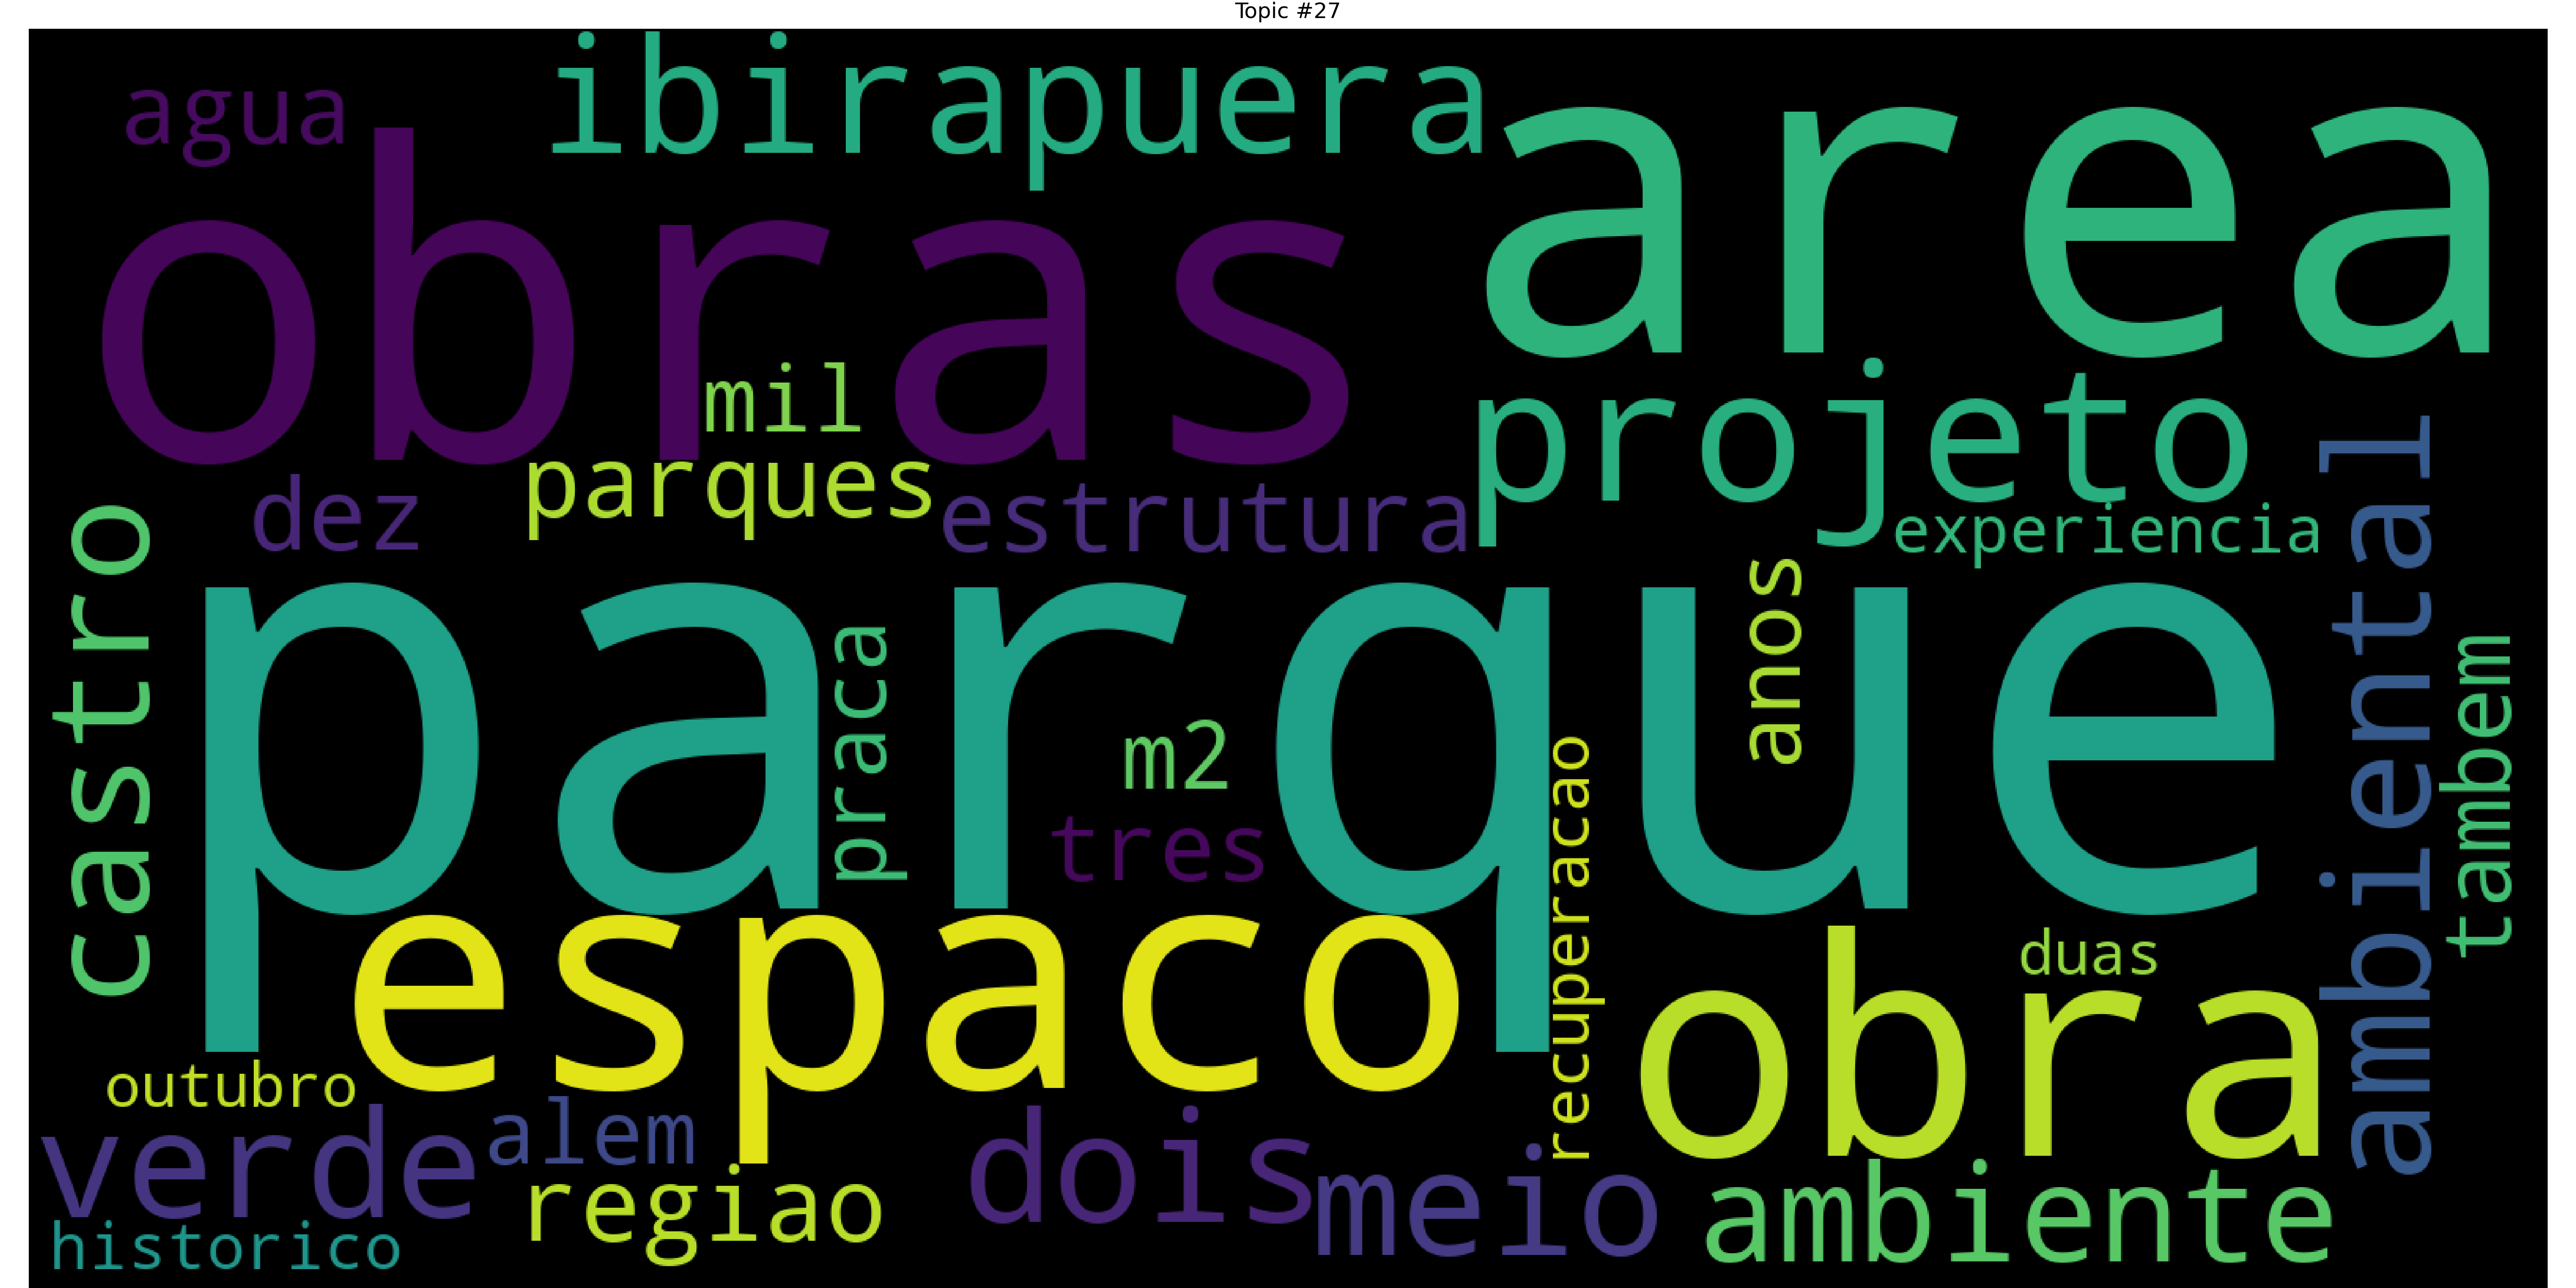 Topic #27
agua
ibirapuera
area
obras
mil
projeto
parques
dez
estrutura
experiencia
castro
parque
praca
anos
m2
tres
recuperacao
ambiental
tambem
espaco
duas
obra
outubro
verde
alem
dois
meio
ambiente
regiao
historico